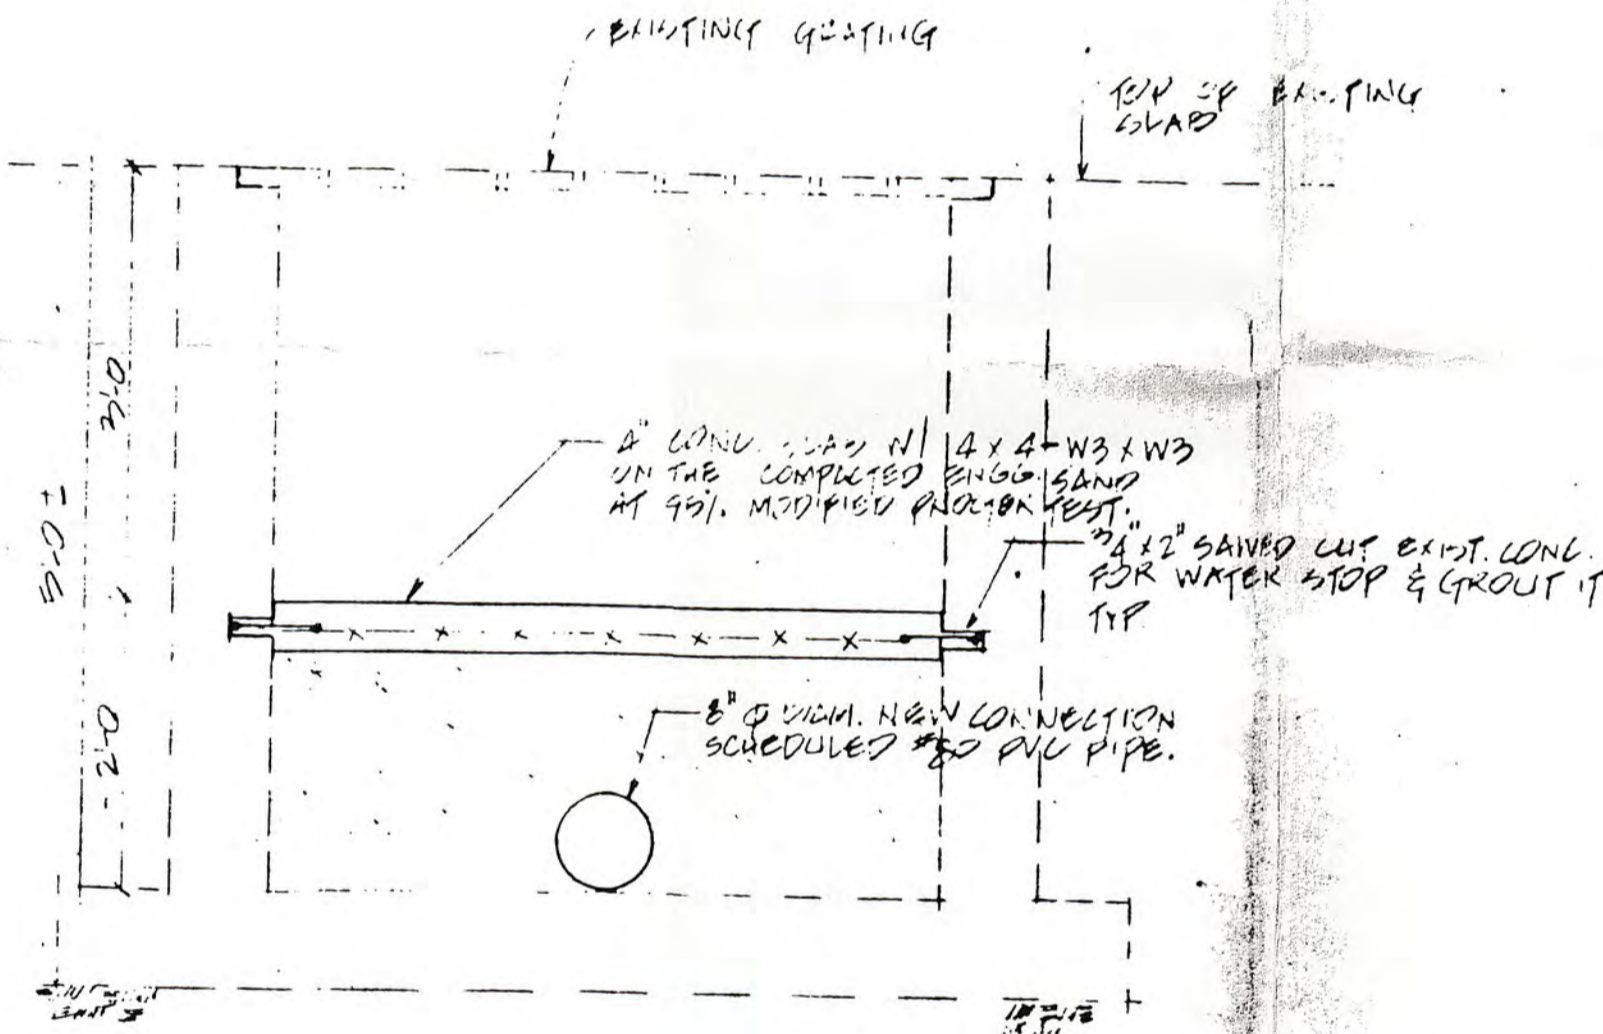 EXISTING GRATING
TOP OF EXISTING
SLAB
3'-0
5'-0 ±
2'-0
4" CONC. SLAB W/ 4 x 4 - W3 x W3
ON THE COMPLETED ENGG. SAND
AT 95%. MODIFIED PROCTOR TEST.
3/4" x 2" SAWED CUT EXIST. CONC.
FOR WATER STOP & GROUT IT
TYP
8" Φ DIAM. NEW CONNECTION
SCHEDULED #80 PVC PIPE.